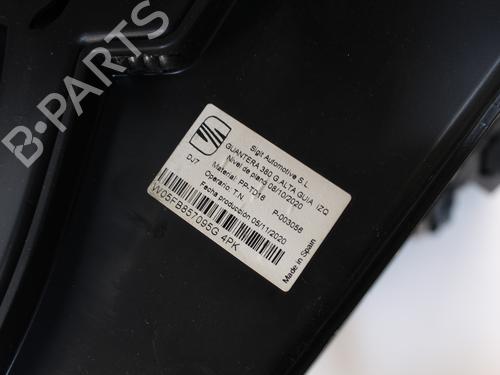 B-PARTS
Sigit Automotive S.L
GUANTERA 380 G.ALTA GUIA IZQ
Nivel de plano 08/10/2020
DJ7
Material: PP-TD16
P-003056
Operario: T.N
Fecha producción 05/11/2020
W05FB857095G 4PK
Made in Spain